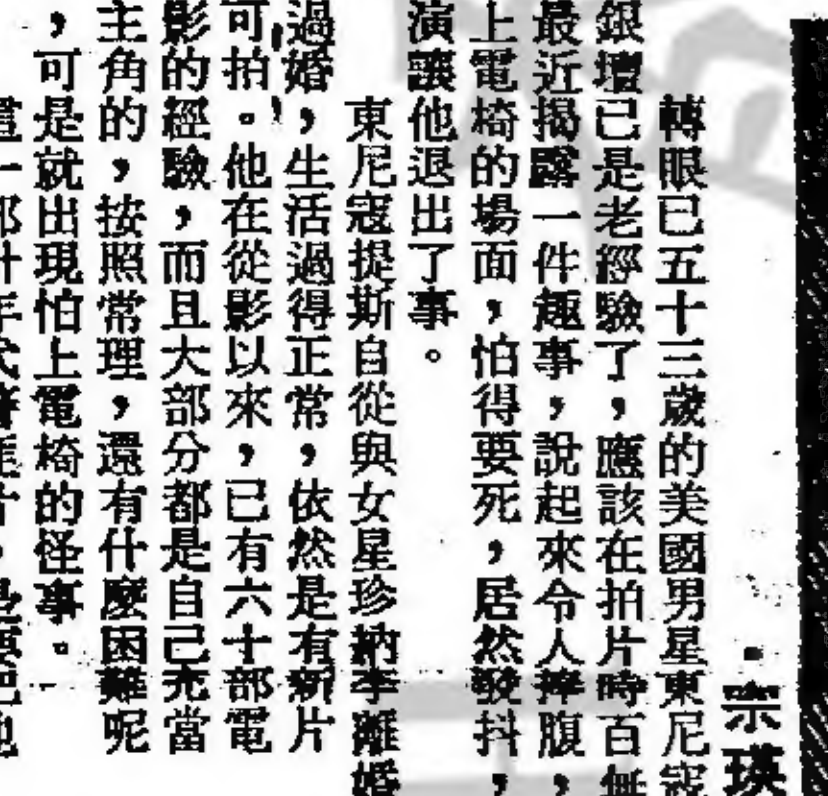 ·宗瑛
轉眼已五十三歲的美國男星東尼寇
銀壇已是老經驗了，應該在拍片時百無
最近揭露一件趣事，說起來令人捧腹，
上電椅的場面，怕得要死，居然發抖，
演讓他退出了事。
東尼寇提斯自從與女星珍納李離婚
過婚，生活過得正常，依然是有新片
可拍。他在從影以來，已有六十部電
影的經驗，而且大部分都是自己充當
主角的，按照常理，還有什麼困難呢
，可是就出現怕上電椅的怪事。
這一部廿年代